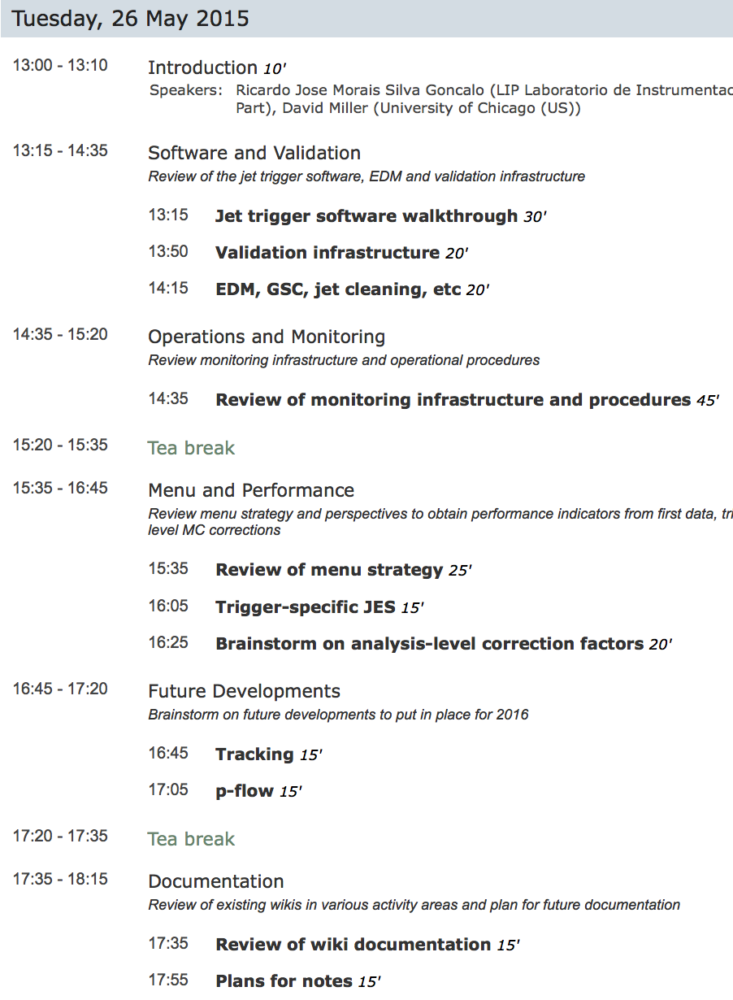 Tuesday, 26 May 2015
13:00 - 13:10 Introduction 10'
Speakers: Ricardo Jose Morais Silva Goncalo (LIP Laboratorio de
Part), David Miller (University of Chicago (US))
13:15 - 14:35 Software and Validation
Review of the jet trigger software, EDM and validation infrastructure
13:15 Jet trigger software walkthrough 30'
13:50 Validation infrastructure 20'
14:15 EDM, GSC, jet cleaning, etc 20'
14:35 - 15:20 Operations and Monitoring
Review monitoring infrastructure and operational procedures
14:35 Review of monitoring infrastructure and procedures 45'
15:20 - 15:35 Tea break
15:35 - 16:45 Menu and Performance
Review menu strategy and perspectives to obtain performance indicators from first data,
level MC corrections
15:35 Review of menu strategy 25'
16:05 Trigger-specific JES 15'
16:25 Brainstorm on analysis-level correction factors 20'
16:45 - 17:20 Future Developments
Brainstorm on future developments to put in place for 2016
16:45 Tracking 15'
17:05 p-flow 15'
17:20 - 17:35 Tea break
17:35 - 18:15 Documentation
Review of existing wikis in various activity areas and plan for future documentation
17:35 Review of wiki documentation 15'
17:55 Plans for notes 15'